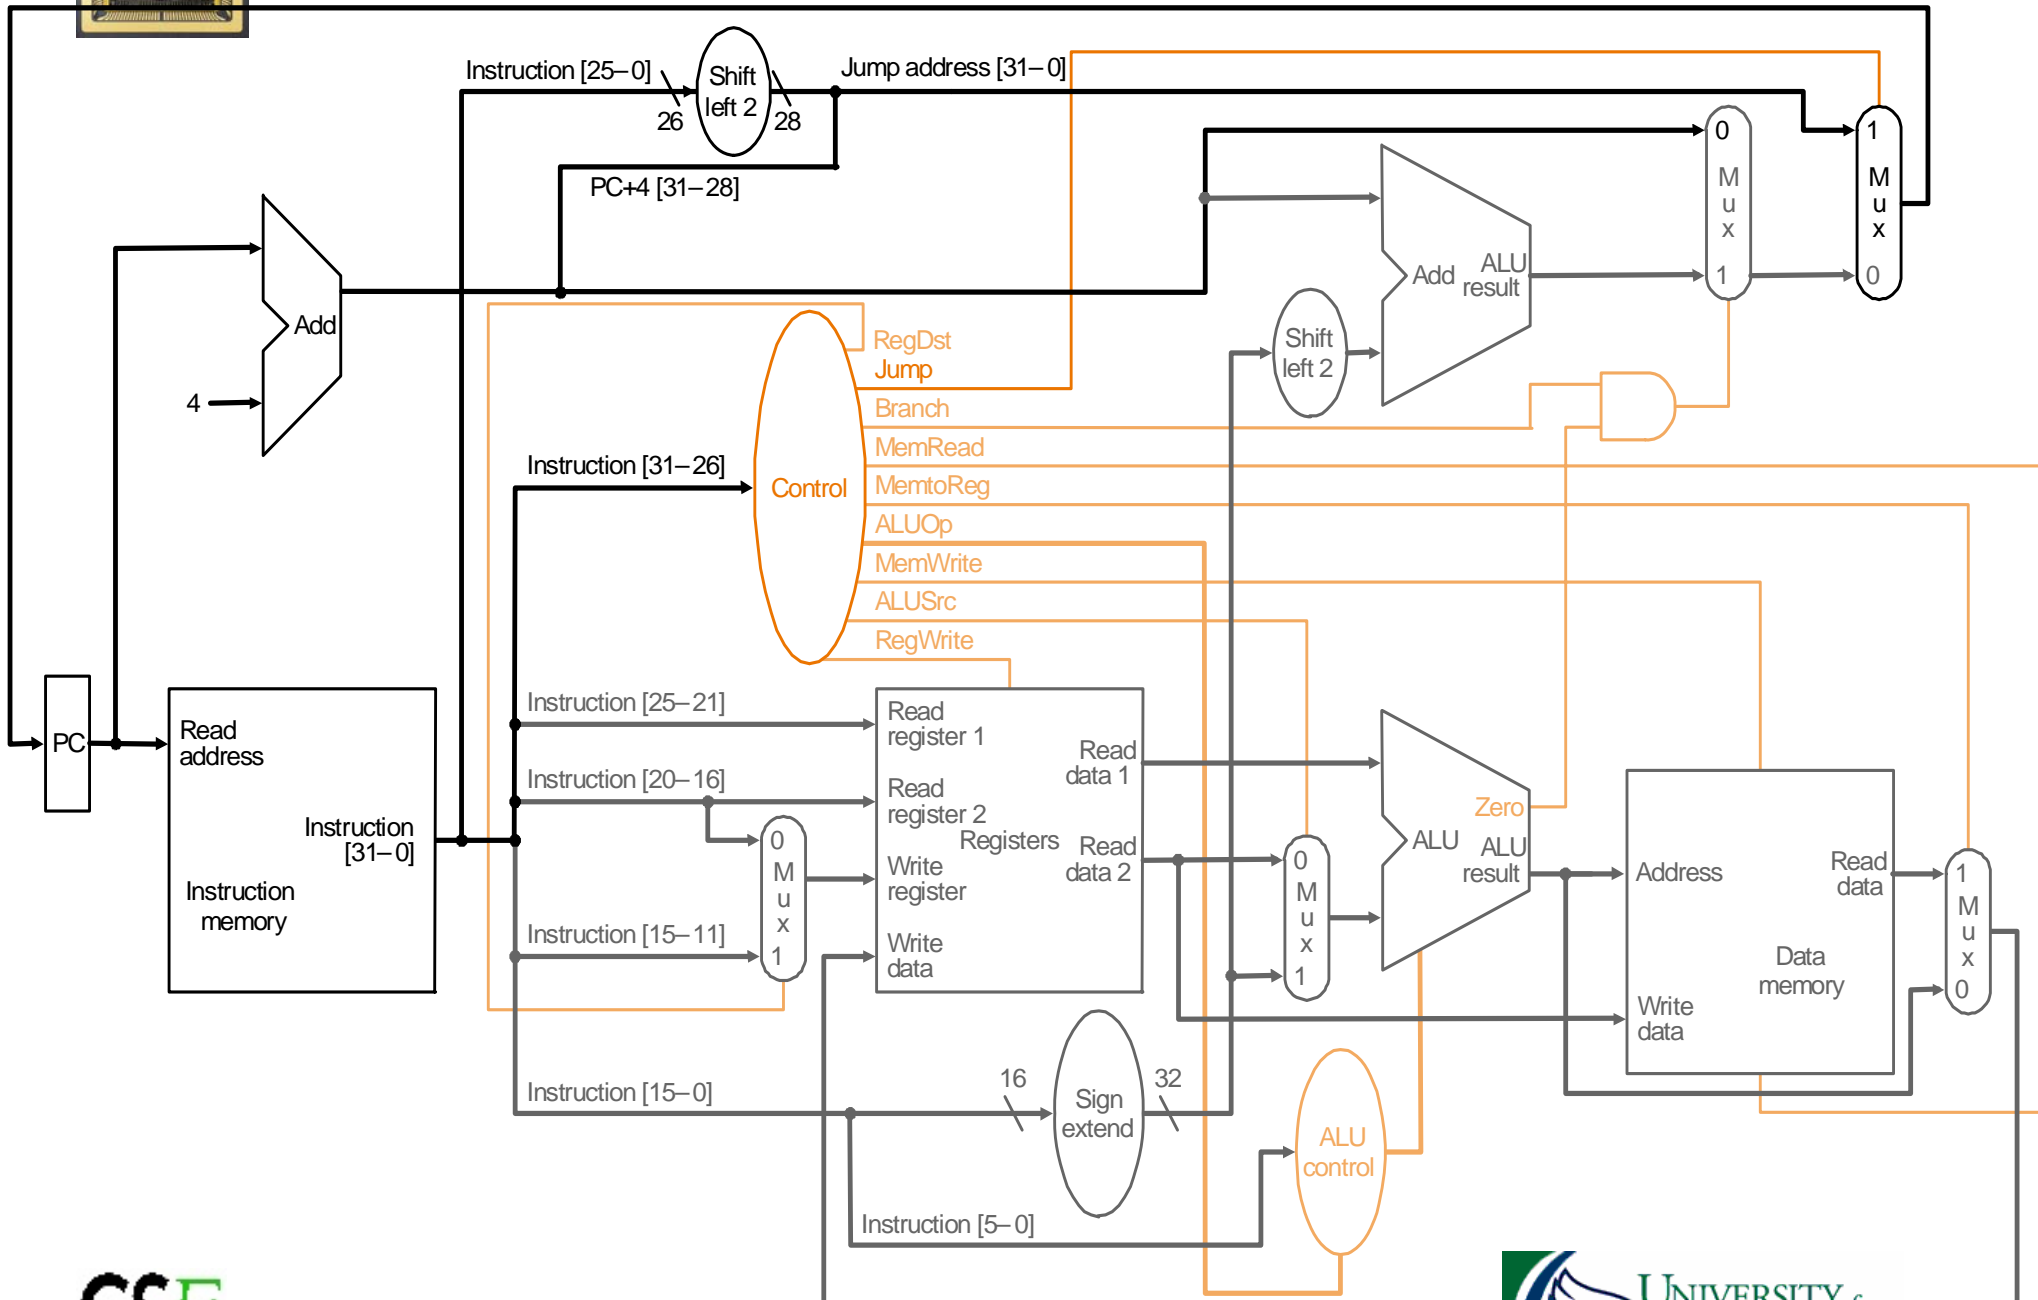 Instruction [25–0]
Shift
left 2
Jump address [31–0]
26
28
PC+4 [31–28]
0
M
u
x
1
1
M
u
x
0
Add
ALU
result
Add
4
Shift
left 2
RegDst
Jump
Branch
MemRead
MemtoReg
ALUOp
MemWrite
ALUSrc
RegWrite
Instruction [31–26]
Control
PC
Read
address
Instruction
[31–0]
Instruction
memory
Instruction [25–21]
Instruction [20–16]
Instruction [15–11]
0
M
u
x
1
Read
register 1
Read
register 2
Write
register
Write
data
Registers
Read
data 1
Read
data 2
0
M
u
x
1
Zero
ALU
ALU
result
Address
Read
data
Data
memory
Write
data
1
M
u
x
0
Instruction [15–0]
16
Sign
extend
32
ALU
control
Instruction [5–0]
CSE
UNIVERSITY of